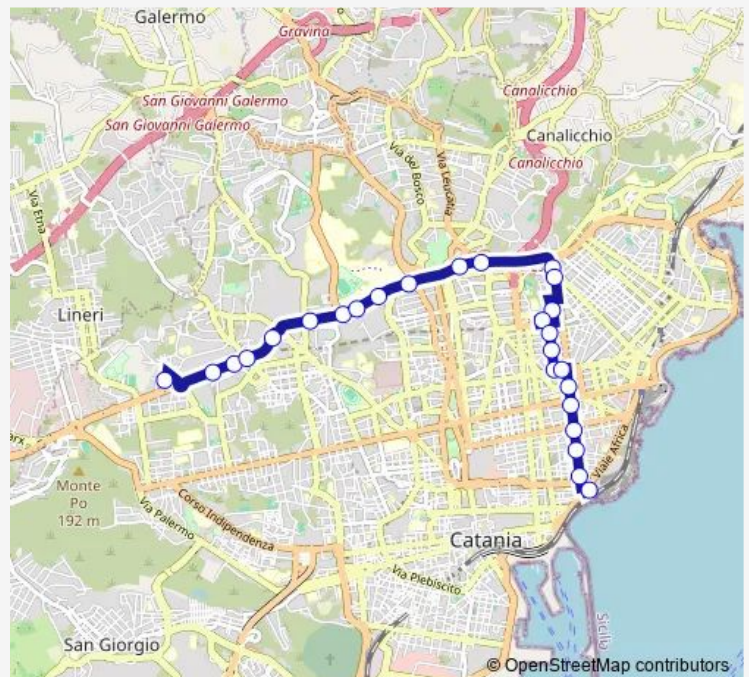 Galermo
Gravina
San Giovanni Galermo
San Giovanni Galermo
Canalicchio
Canalicchio
Canalicchio
Via del Bosco
Via Leucatia
Via Etna
Lineri
Monte
Po
192 m
Via Palermo
Corso Indipendenza
Viale Africa
Catania
Via Plebiscito
San Giorgio
Sicilia
© OpenStreetMap contributors